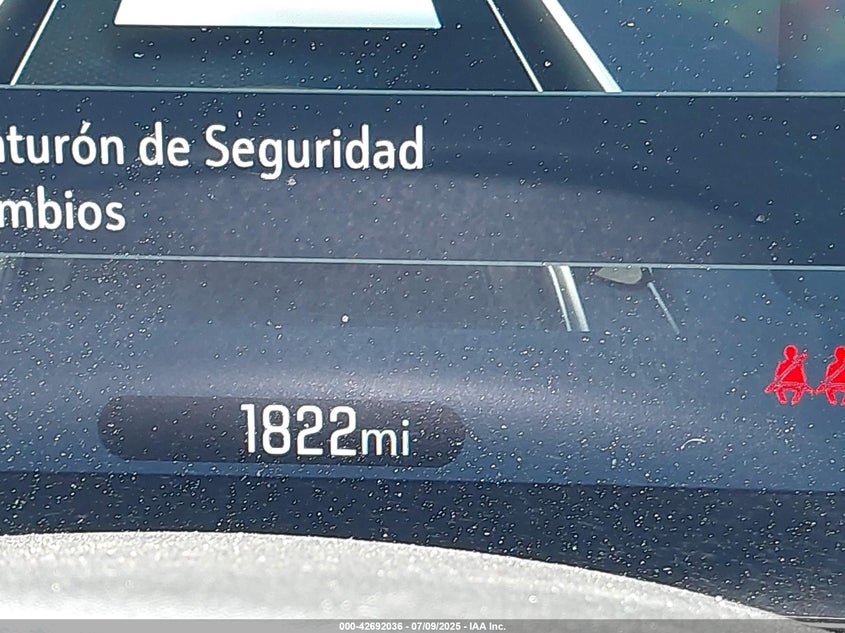 nturón de Seguridad
mbios
1822mi
000-42692036 - 07/09/2025 - IAA Inc.